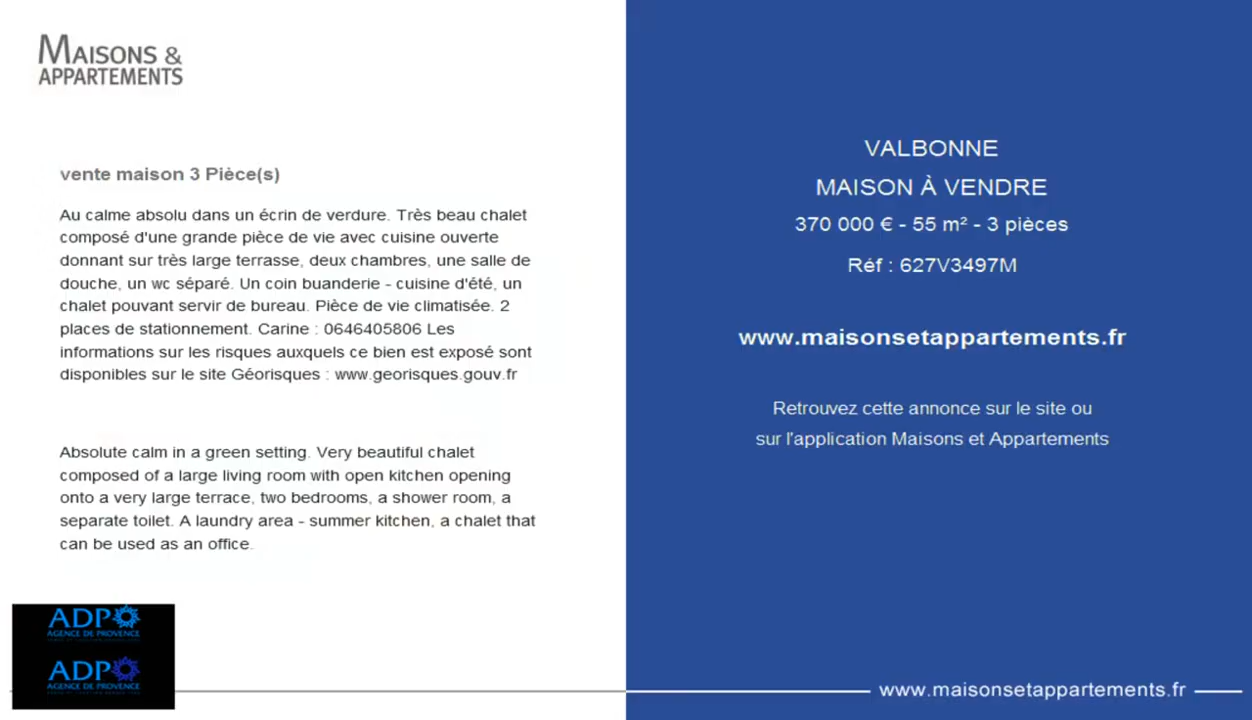 MAISONS &
APPARTEMENTS
vente maison 3 Pièce(s)
Au calme absolu dans un écrin de verdure. Très beau chalet
composé d'une grande pièce de vie avec cuisine ouverte
donnant sur très large terrasse, deux chambres, une salle de
douche, un wc séparé. Un coin buanderie - cuisine d'été, un
chalet pouvant servir de bureau. Pièce de vie climatisée. 2
places de stationnement. Carine : 0646405806 Les
informations sur les risques auxquels ce bien est exposé sont
disponibles sur le site Géorisques : www.georisques.gouv.fr
Absolute calm in a green setting. Very beautiful chalet
composed of a large living room with open kitchen opening
onto a very large terrace, two bedrooms, a shower room, a
separate toilet. A laundry area - summer kitchen, a chalet that
can be used as an office.
ADP
AGENCE DE PROVENCE
ADP
AGENCE DE PROVENCE
VALBONNE
MAISON À VENDRE
370 000 € - 55 m² - 3 pièces
Réf : 627V3497M
www.maisonsetappartements.fr
Retrouvez cette annonce sur le site ou
sur l'application Maisons et Appartements
www.maisonsetappartements.fr